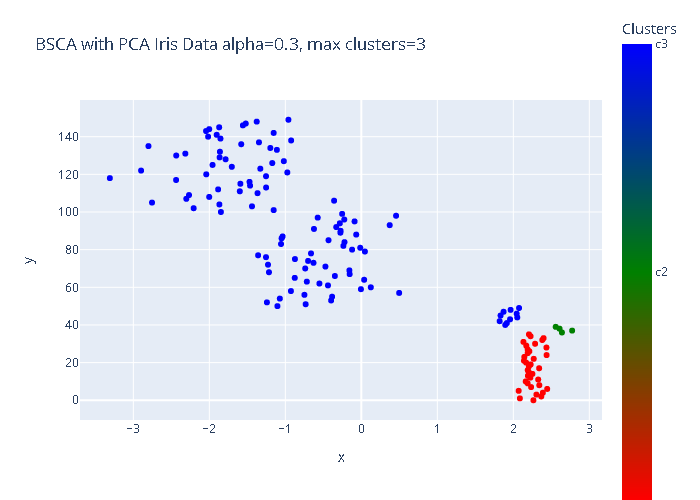 BSCA with PCA Iris Data alpha=0.3, max clusters=3
Clusters
c3
c2
140
120
100
80
60
40
20
0
y
−3 −2 −1 0 1 2 3
x